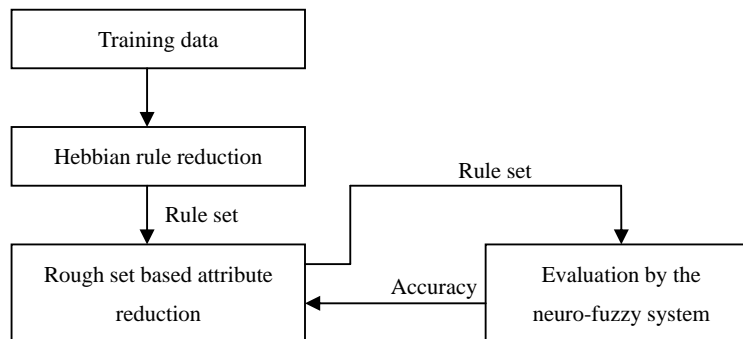 Training data
Hebbian rule reduction
Rule set
Rule set
Rough set based attribute
reduction
Accuracy
Evaluation by the
neuro-fuzzy system